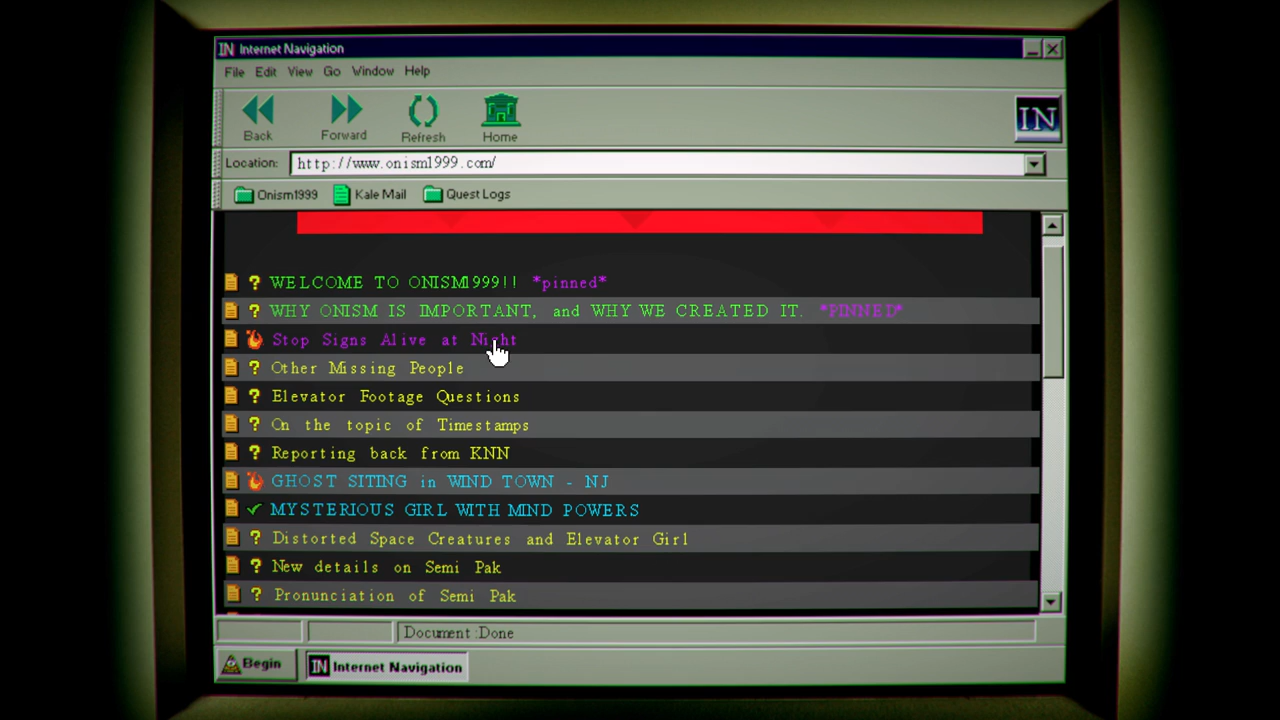 IN Internet Navigation
File Edit View Go Window Help
Back Forward Refresh Home
IN
Location: http://www.onism1999.com/
Onism1999 Kale Mail Quest Logs
? WELCOME TO ONISM1999!! *pinned*
? WHY ONISM IS IMPORTANT, and WHY WE CREATED IT. *PINNED*
Stop Signs Alive at Night
? Other Missing People
? Elevator Footage Questions
? On the topic of Timestamps
? Reporting back from KNN
GHOST SITING in WIND TOWN - NJ
MYSTERIOUS GIRL WITH MIND POWERS
? Distorted Space Creatures and Elevator Girl
? New details on Semi Pak
? Pronunciation of Semi Pak
Document :Done
Begin IN Internet Navigation